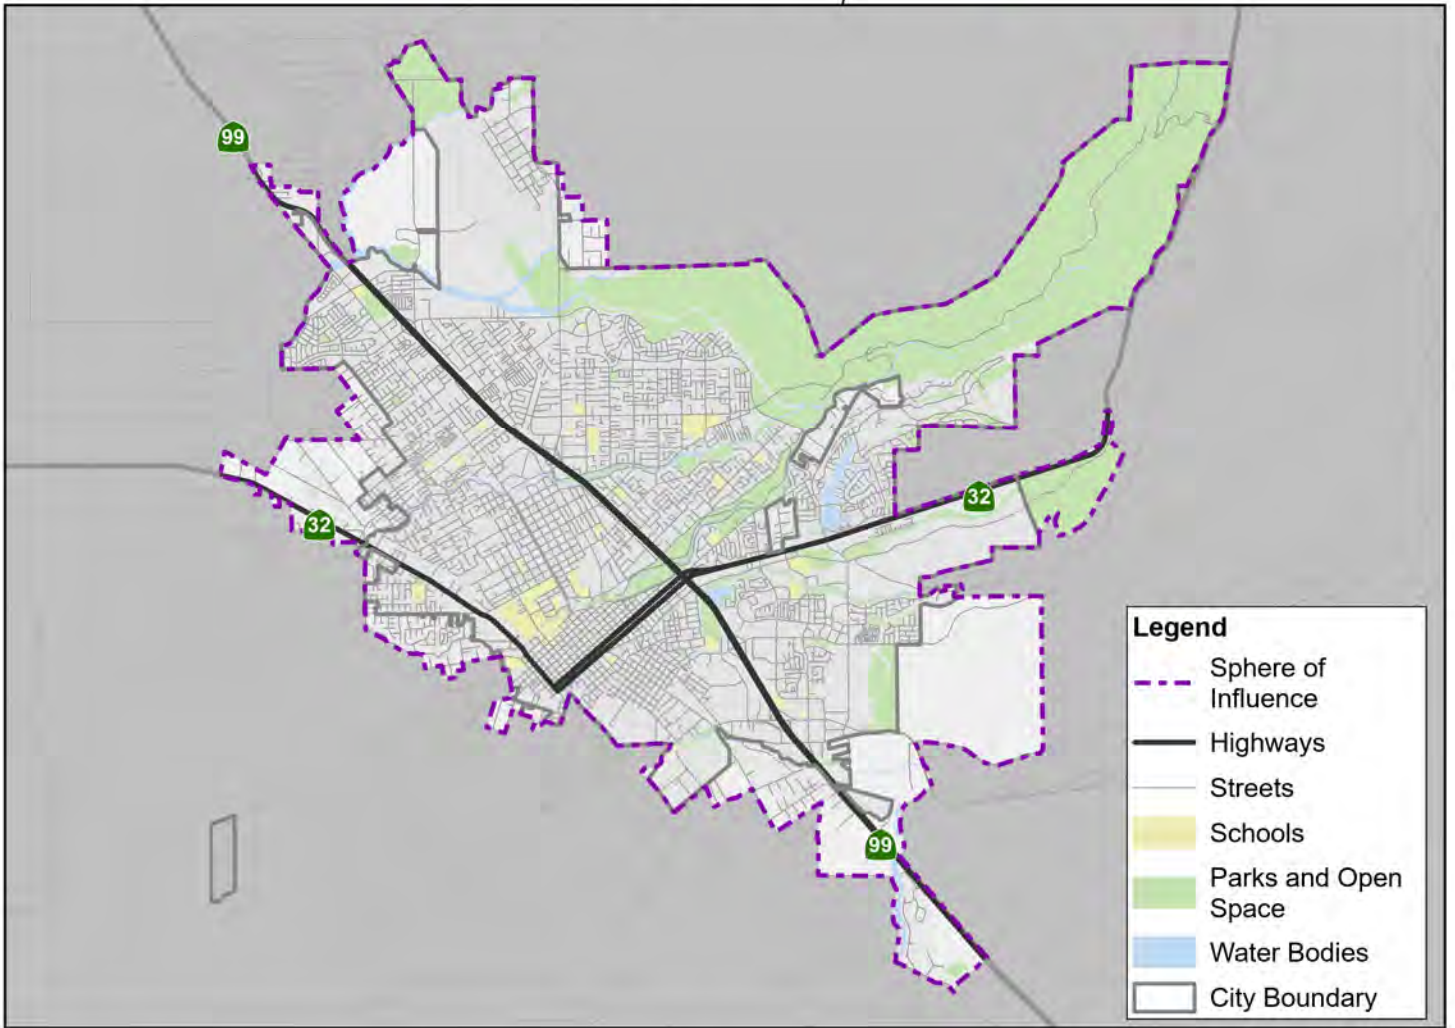 99
32
32
99
Legend
Sphere of
Influence
Highways
Streets
Schools
Parks and Open
Space
Water Bodies
City Boundary